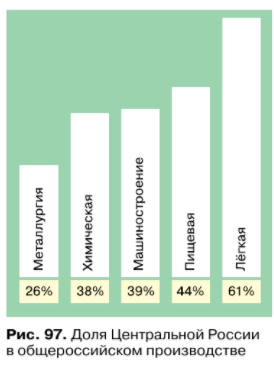 Металлургия
Химическая
Машиностроение
Пищевая
Лёгкая
26% 38% 39% 44% 61%
Рис. 97. Доля Центральной России
в общероссийском производстве